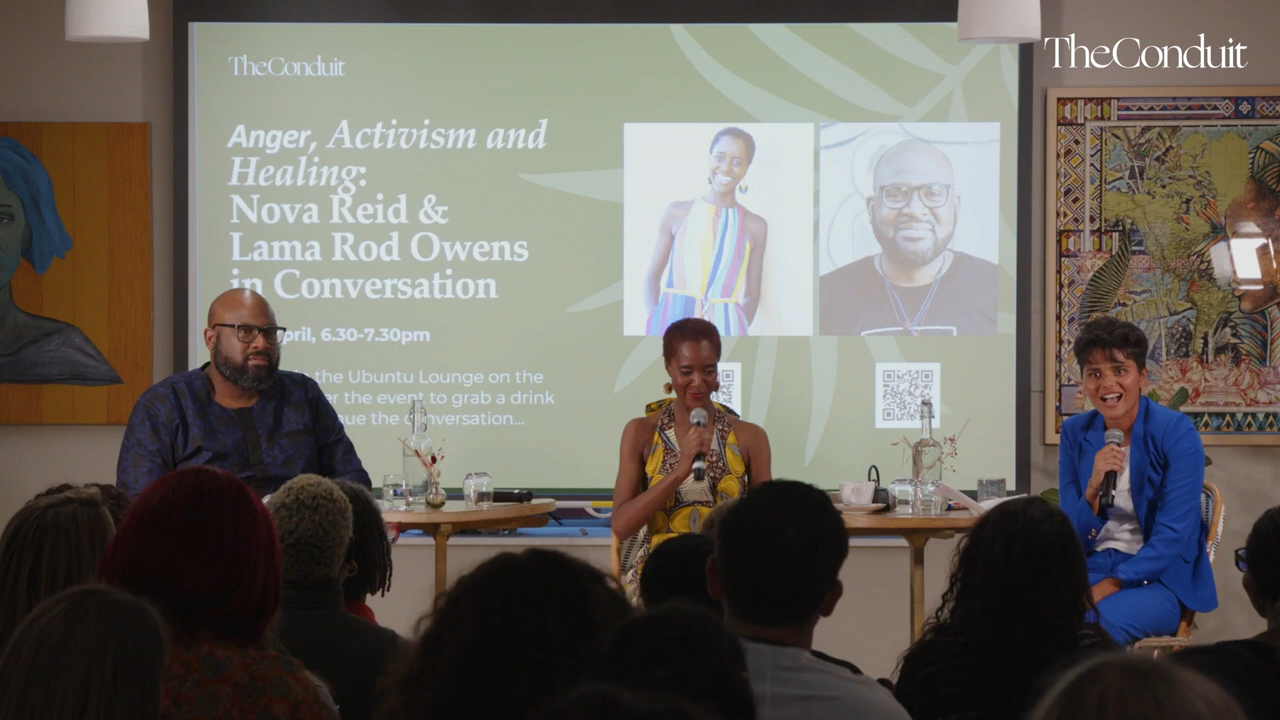 TheConduit
TheConduit
Anger, Activism and
Healing:
Nova Reid &
Lama Rod Owens
in Conversation
pril, 6.30-7.30pm
the Ubuntu Lounge on the
the event to grab a drink
conversation...